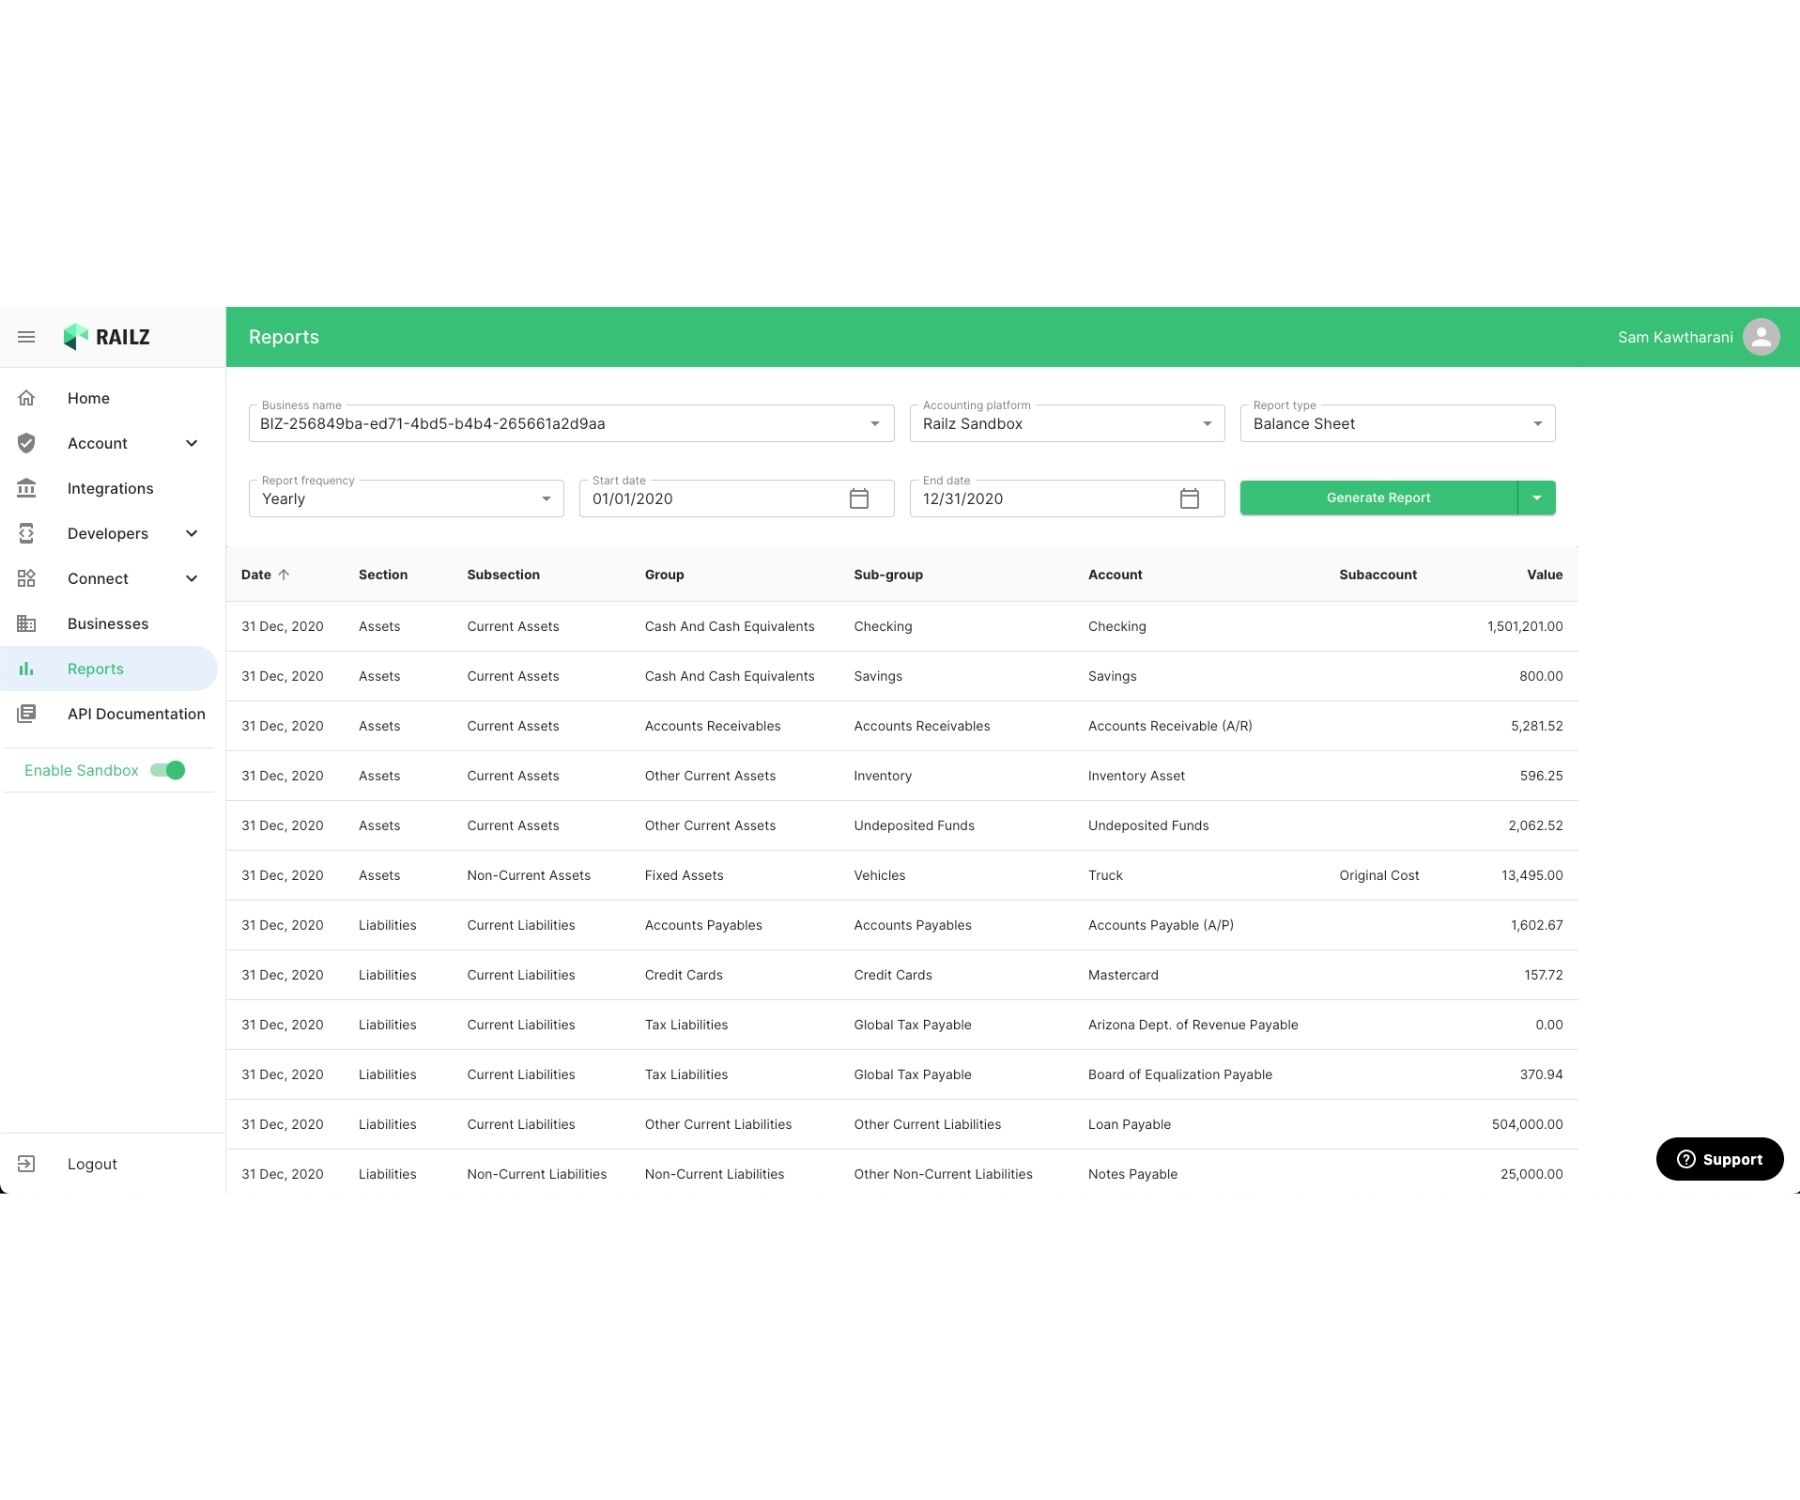 RAILZ
Reports
Sam Kawtharani
Home
Account
Integrations
Developers
Connect
Businesses
Reports
API Documentation
Enable Sandbox
Logout
Business name
BIZ-256849ba-ed71-4bd5-b4b4-265661a2d9aa
Accounting platform
Railz Sandbox
Report type
Balance Sheet
Report frequency
Yearly
Start date
01/01/2020
End date
12/31/2020
Generate Report
Date Section Subsection Group Sub-group Account Subaccount Value
31 Dec, 2020 Assets Current Assets Cash And Cash Equivalents Checking Checking 1,501,201.00
31 Dec, 2020 Assets Current Assets Cash And Cash Equivalents Savings Savings 800.00
31 Dec, 2020 Assets Current Assets Accounts Receivables Accounts Receivables Accounts Receivable (A/R) 5,281.52
31 Dec, 2020 Assets Current Assets Other Current Assets Inventory Inventory Asset 596.25
31 Dec, 2020 Assets Current Assets Other Current Assets Undeposited Funds Undeposited Funds 2,062.52
31 Dec, 2020 Assets Non-Current Assets Fixed Assets Vehicles Truck Original Cost 13,495.00
31 Dec, 2020 Liabilities Current Liabilities Accounts Payables Accounts Payables Accounts Payable (A/P) 1,602.67
31 Dec, 2020 Liabilities Current Liabilities Credit Cards Credit Cards Mastercard 157.72
31 Dec, 2020 Liabilities Current Liabilities Tax Liabilities Global Tax Payable Arizona Dept. of Revenue Payable 0.00
31 Dec, 2020 Liabilities Current Liabilities Tax Liabilities Global Tax Payable Board of Equalization Payable 370.94
31 Dec, 2020 Liabilities Current Liabilities Other Current Liabilities Other Current Liabilities Loan Payable 504,000.00
31 Dec, 2020 Liabilities Non-Current Liabilities Non-Current Liabilities Other Non-Current Liabilities Notes Payable 25,000.00
Support